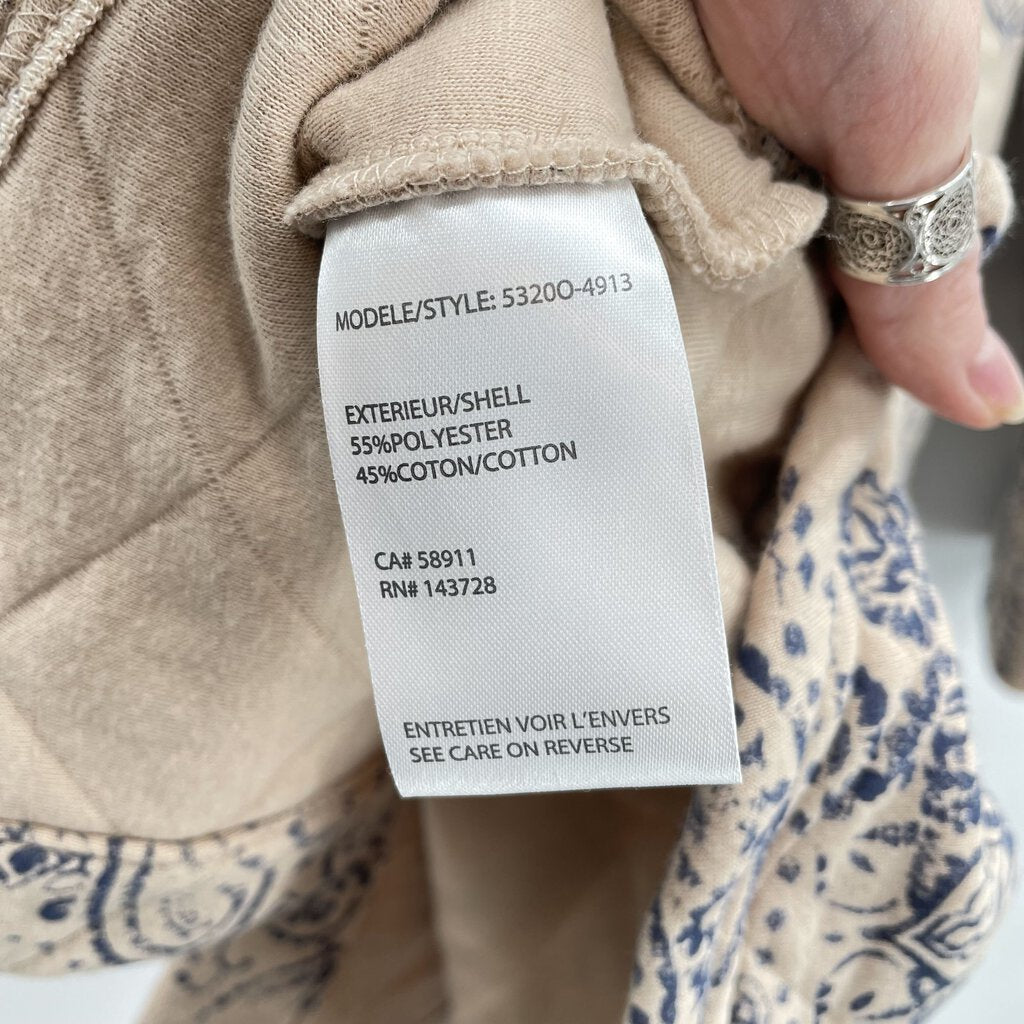 MODELE/STYLE: 5320O-4913
EXTERIEUR/SHELL
55%POLYESTER
45%COTON/COTTON
CA# 58911
RN# 143728
ENTRETIEN VOIR L'ENVERS
SEE CARE ON REVERSE